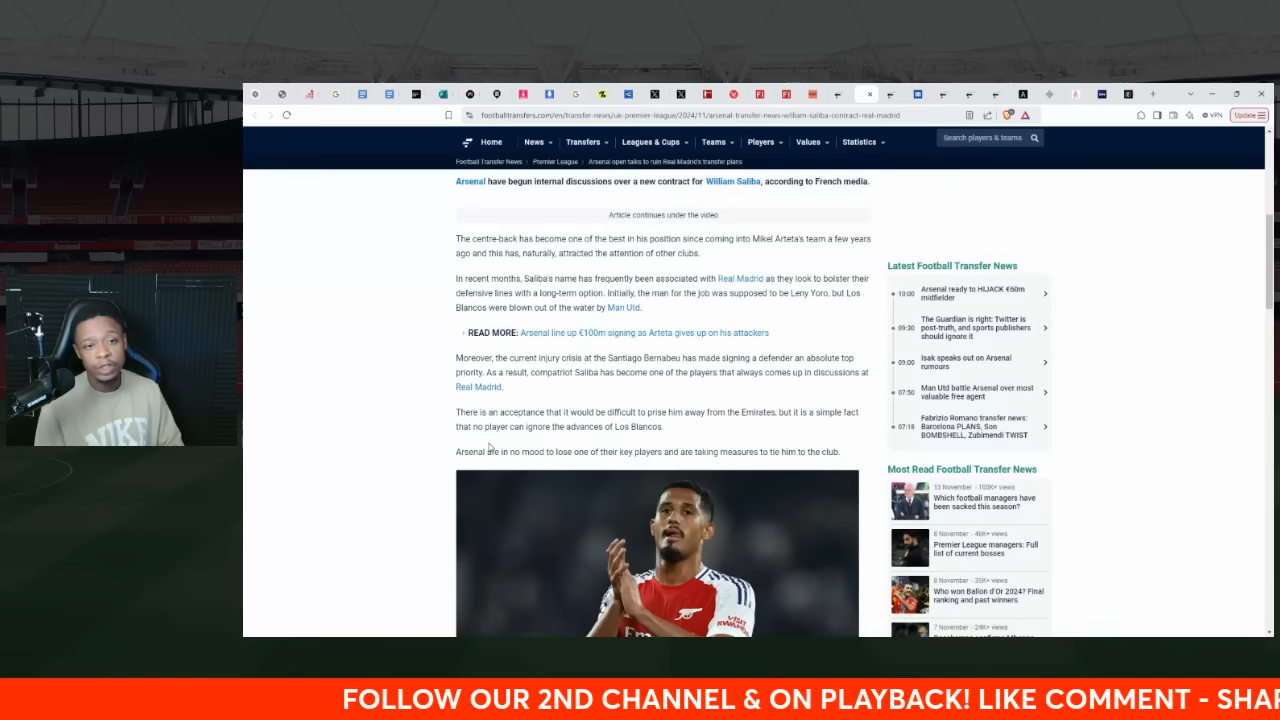 footballtransfers.com/en/transfer-news/uk-premier-league/2024/11/arsenal-transfer-news-william-saliba-contract-real-madrid
VPN
Update
Home
News
Transfers
Leagues & Cups
Teams
Players
Values
Statistics
Search players & teams
Football Transfer News
Premier League
Arsenal open talks to ruin Real Madrid's transfer plans
Arsenal have begun internal discussions over a new contract for William Saliba, according to French media.
Article continues under the video
The centre-back has become one of the best in his position since coming into Mikel Arteta's team a few years
ago and this has, naturally, attracted the attention of other clubs.
In recent months, Saliba's name has frequently been associated with Real Madrid as they look to bolster their
defensive lines with a long-term option. Initially, the man for the job was supposed to be Leny Yoro, but Los
Blancos were blown out of the water by Man Utd.
READ MORE: Arsenal line up €100m signing as Arteta gives up on his attackers
Moreover, the current injury crisis at the Santiago Bernabeu has made signing a defender an absolute top
priority. As a result, compatriot Saliba has become one of the players that always comes up in discussions at
Real Madrid.
There is an acceptance that it would be difficult to prise him away from the Emirates, but it is a simple fact
that no player can ignore the advances of Los Blancos.
Arsenal are in no mood to lose one of their key players and are taking measures to tie him to the club.
VISIT
RWANDA
Latest Football Transfer News
10:00
Arsenal ready to HIJACK €60m
midfielder
09:30
The Guardian is right: Twitter is
post-truth, and sports publishers
should ignore it
09:00
Isak speaks out on Arsenal
rumours
07:50
Man Utd battle Arsenal over most
valuable free agent
07:18
Fabrizio Romano transfer news:
Barcelona PLANS, Son
BOMBSHELL, Zubimendi TWIST
Most Read Football Transfer News
13 November · 100K+ views
Which football managers have
been sacked this season?
8 November · 46K+ views
Premier League managers: Full
list of current bosses
8 November · 35K+ views
Who won Ballon d'Or 2024? Final
ranking and past winners
7 November · 24K+ views
NIKE
FOLLOW OUR 2ND CHANNEL & ON PLAYBACK! LIKE COMMENT - SHA